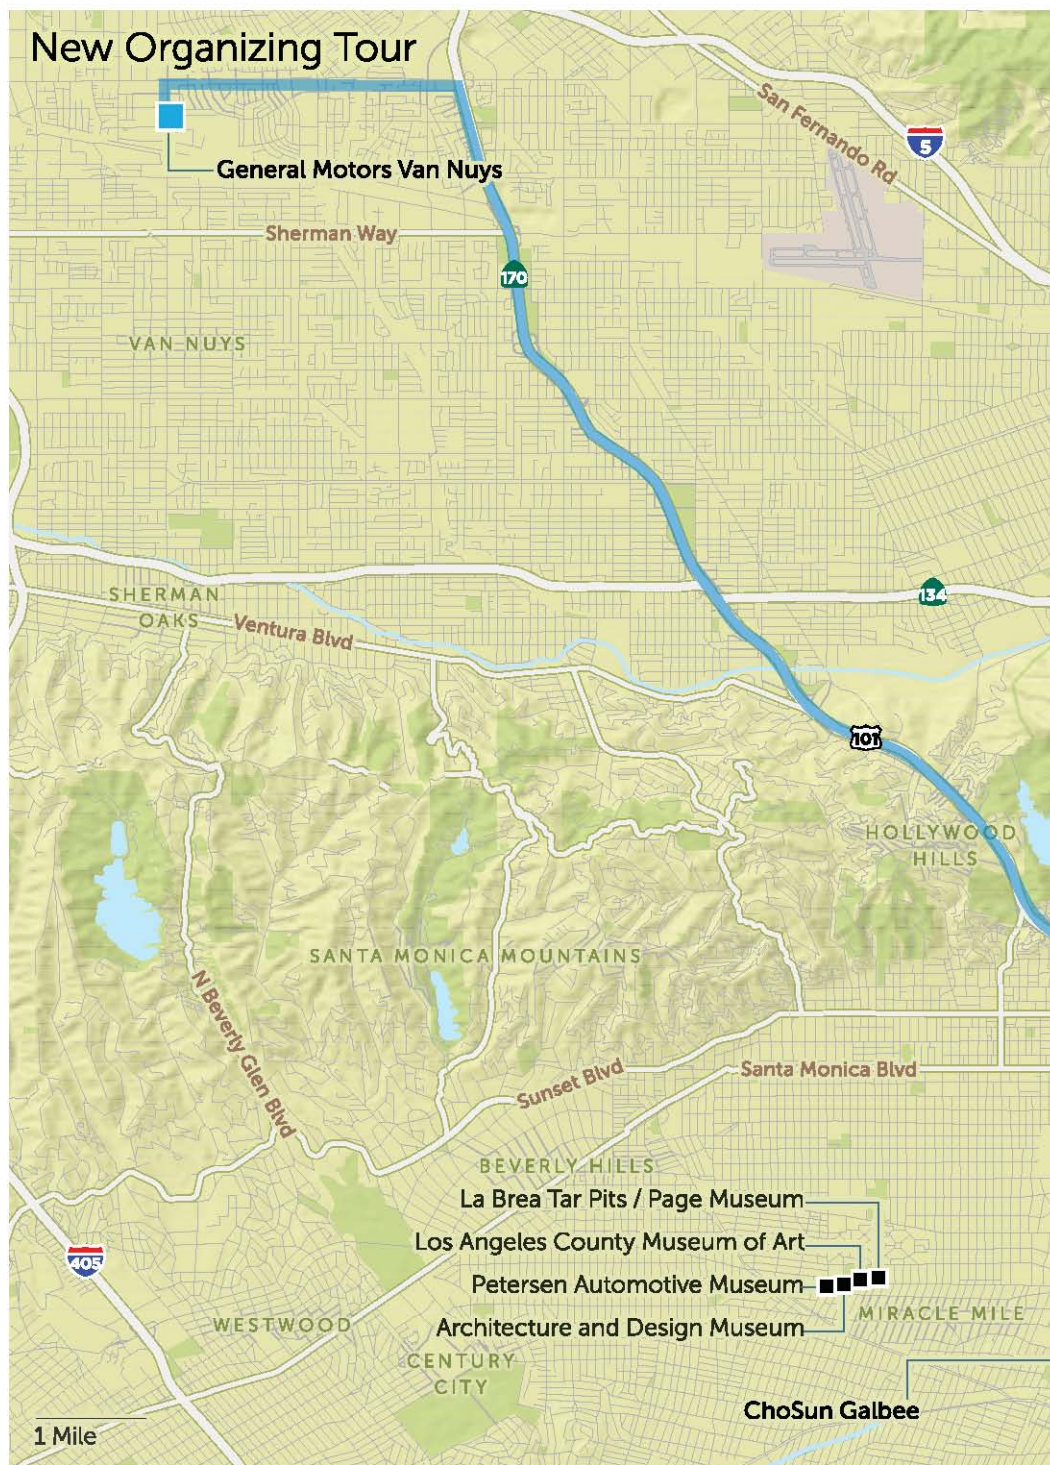 New Organizing Tour
General Motors Van Nuys
San Fernando Rd
5
Sherman Way
170
VAN NUYS
SHERMAN
OAKS
Ventura Blvd
134
101
HOLLYWOOD
HILLS
SANTA MONICA MOUNTAINS
N Beverly Glen Blvd
Sunset Blvd
Santa Monica Blvd
BEVERLY HILLS
La Brea Tar Pits / Page Museum
Los Angeles County Museum of Art
405
Petersen Automotive Museum
MIRACLE MILE
WESTWOOD
Architecture and Design Museum
CENTURY
CITY
ChoSun Galbee
1 Mile